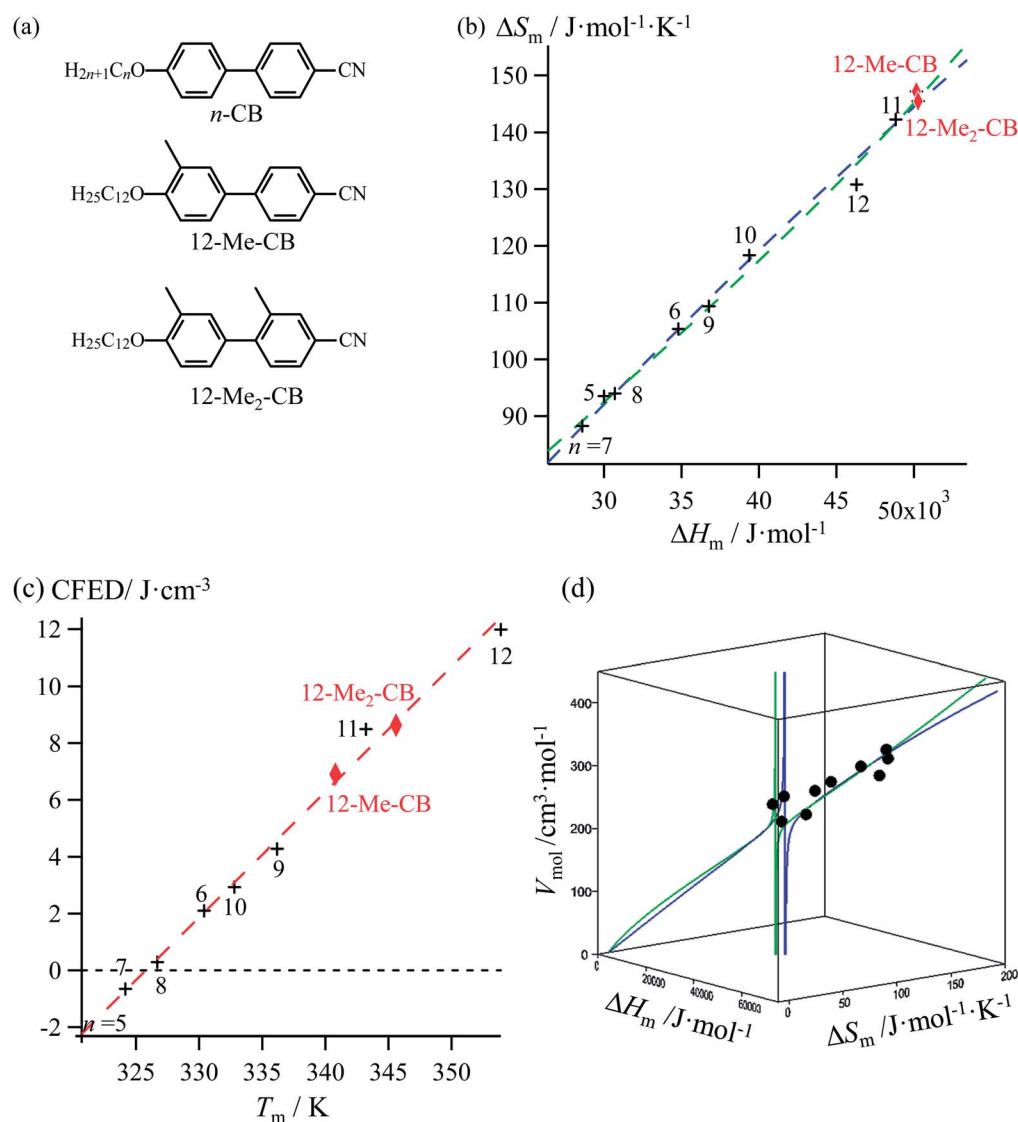 (a)
H₂ₙ₊₁CₙO
CN
n-CB
H₂₅C₁₂O
CN
12-Me-CB
H₂₅C₁₂O
CN
12-Me₂-CB
(b)
ΔSₘ / J·mol⁻¹·K⁻¹
150
140
130
120
110
100
90
12-Me-CB
11
12-Me₂-CB
12
10
6
9
5
8
n =7
30
35
40
45
50x10³
ΔHₘ / J·mol⁻¹
(c)
CFED/ J·cm⁻³
12
10
8
6
4
2
0
-2
12
12-Me₂-CB
11
12-Me-CB
9
6
10
7
8
n =5
325
330
335
340
345
350
Tₘ / K
(d)
400
300
200
100
0
Vₘₒₗ /cm³·mol⁻¹
0
20000
40000
60000
ΔHₘ /J·mol⁻¹
0
50
100
150
200
ΔSₘ /J·mol⁻¹·K⁻¹